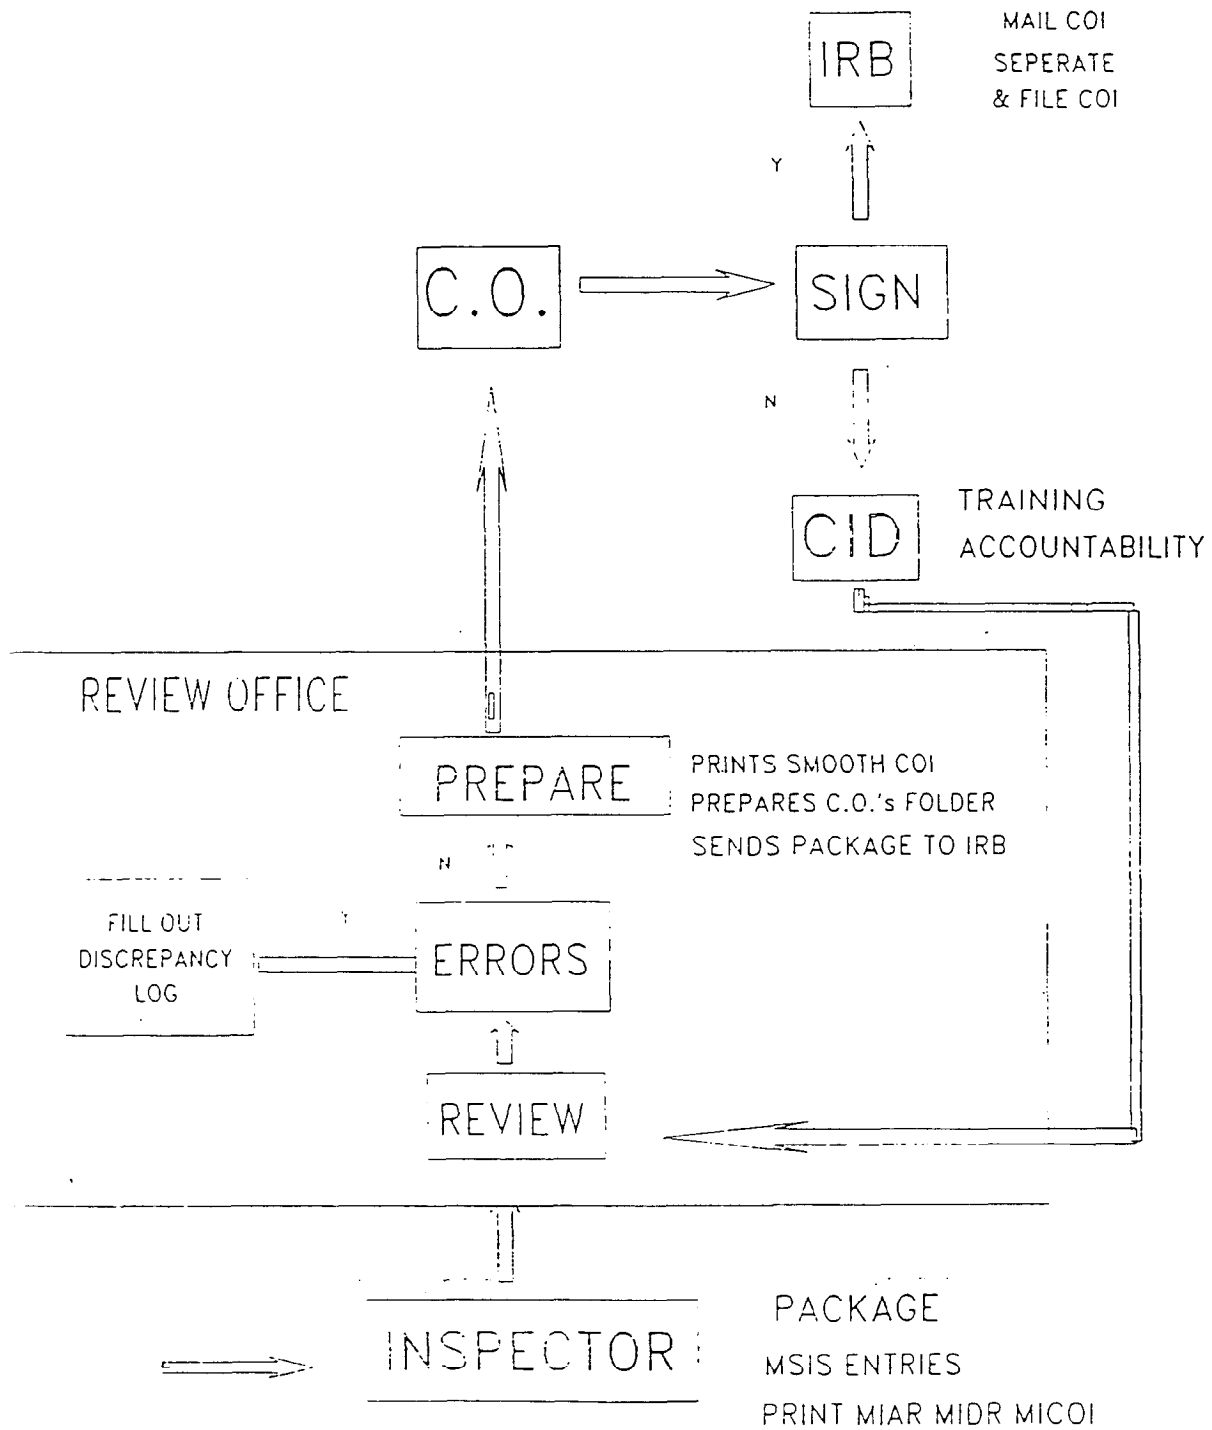 IRB
MAIL COI
SEPERATE
& FILE COI
Y
C.O.
SIGN
N
CID
TRAINING
ACCOUNTABILITY
REVIEW OFFICE
PREPARE
PRINTS SMOOTH COI
PREPARES C.O.'s FOLDER
SENDS PACKAGE TO IRB
N
FILL OUT
DISCREPANCY
LOG
Y
ERRORS
REVIEW
INSPECTOR
PACKAGE
MSIS ENTRIES
PRINT MIAR MIDR MICOI